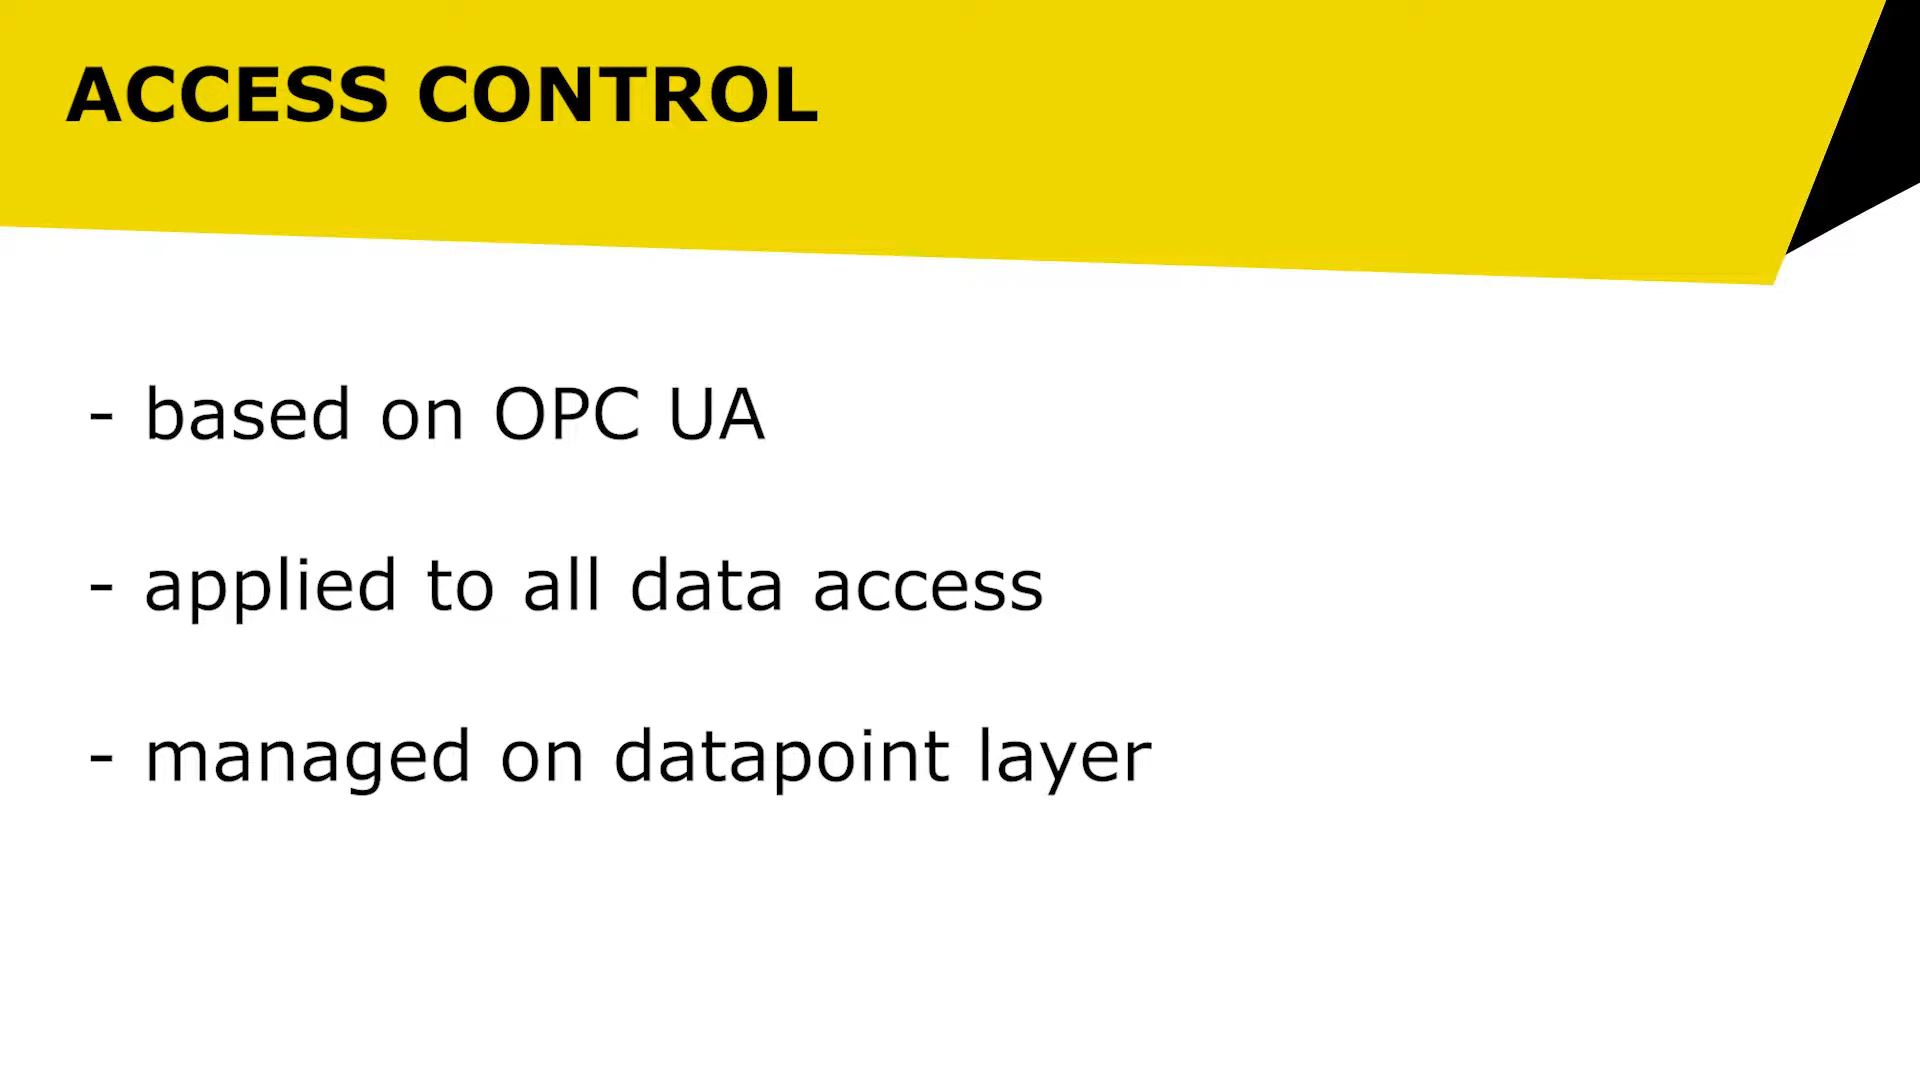 ACCESS CONTROL
- based on OPC UA
- applied to all data access
- managed on datapoint layer